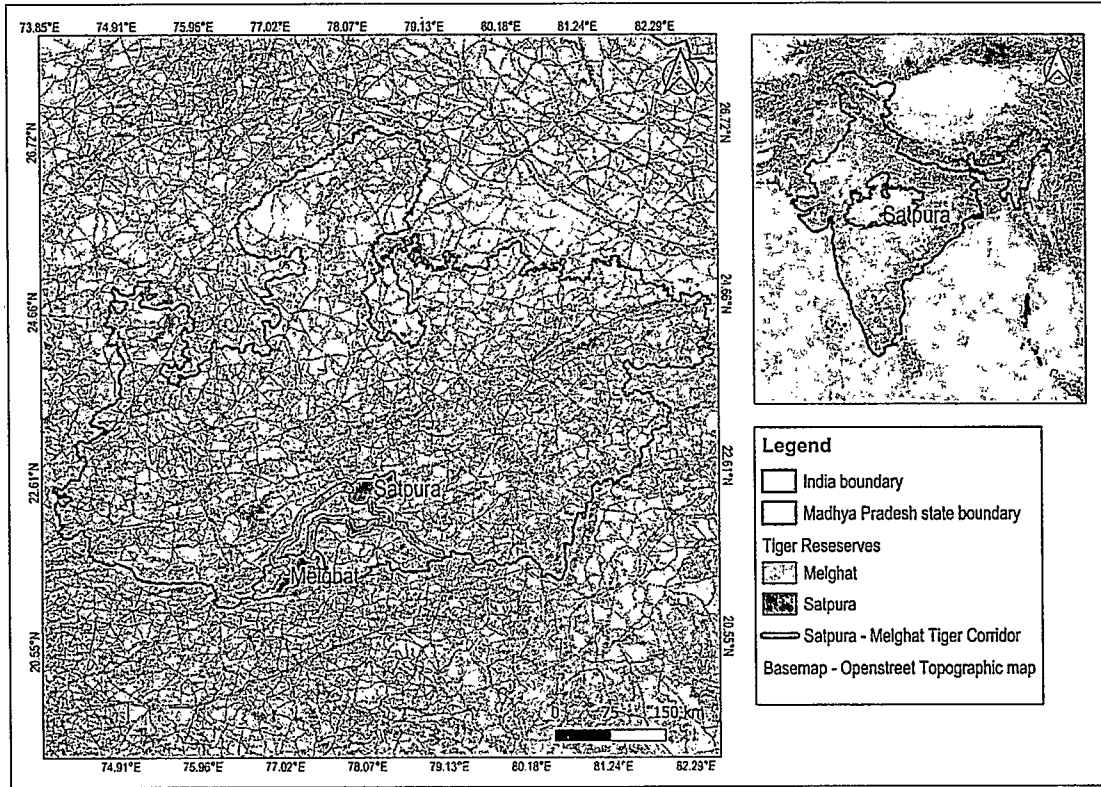 73.85°E 74.91°E 75.96°E 77.02°E 78.07°E 79.13°E 80.18°E 81.24°E 82.29°E
26.72°N
26.72°N
24.66°N
24.66°N
22.61°N
22.61°N
20.55°N
20.55°N
Satpura
Melghat
0 75 150 km
74.91°E 75.96°E 77.02°E 78.07°E 79.13°E 80.18°E 81.24°E 82.29°E
Satpura
Legend
India boundary
Madhya Pradesh state boundary
Tiger Reseserves
Melghat
Satpura
Satpura - Melghat Tiger Corridor
Basemap - Openstreet Topographic map